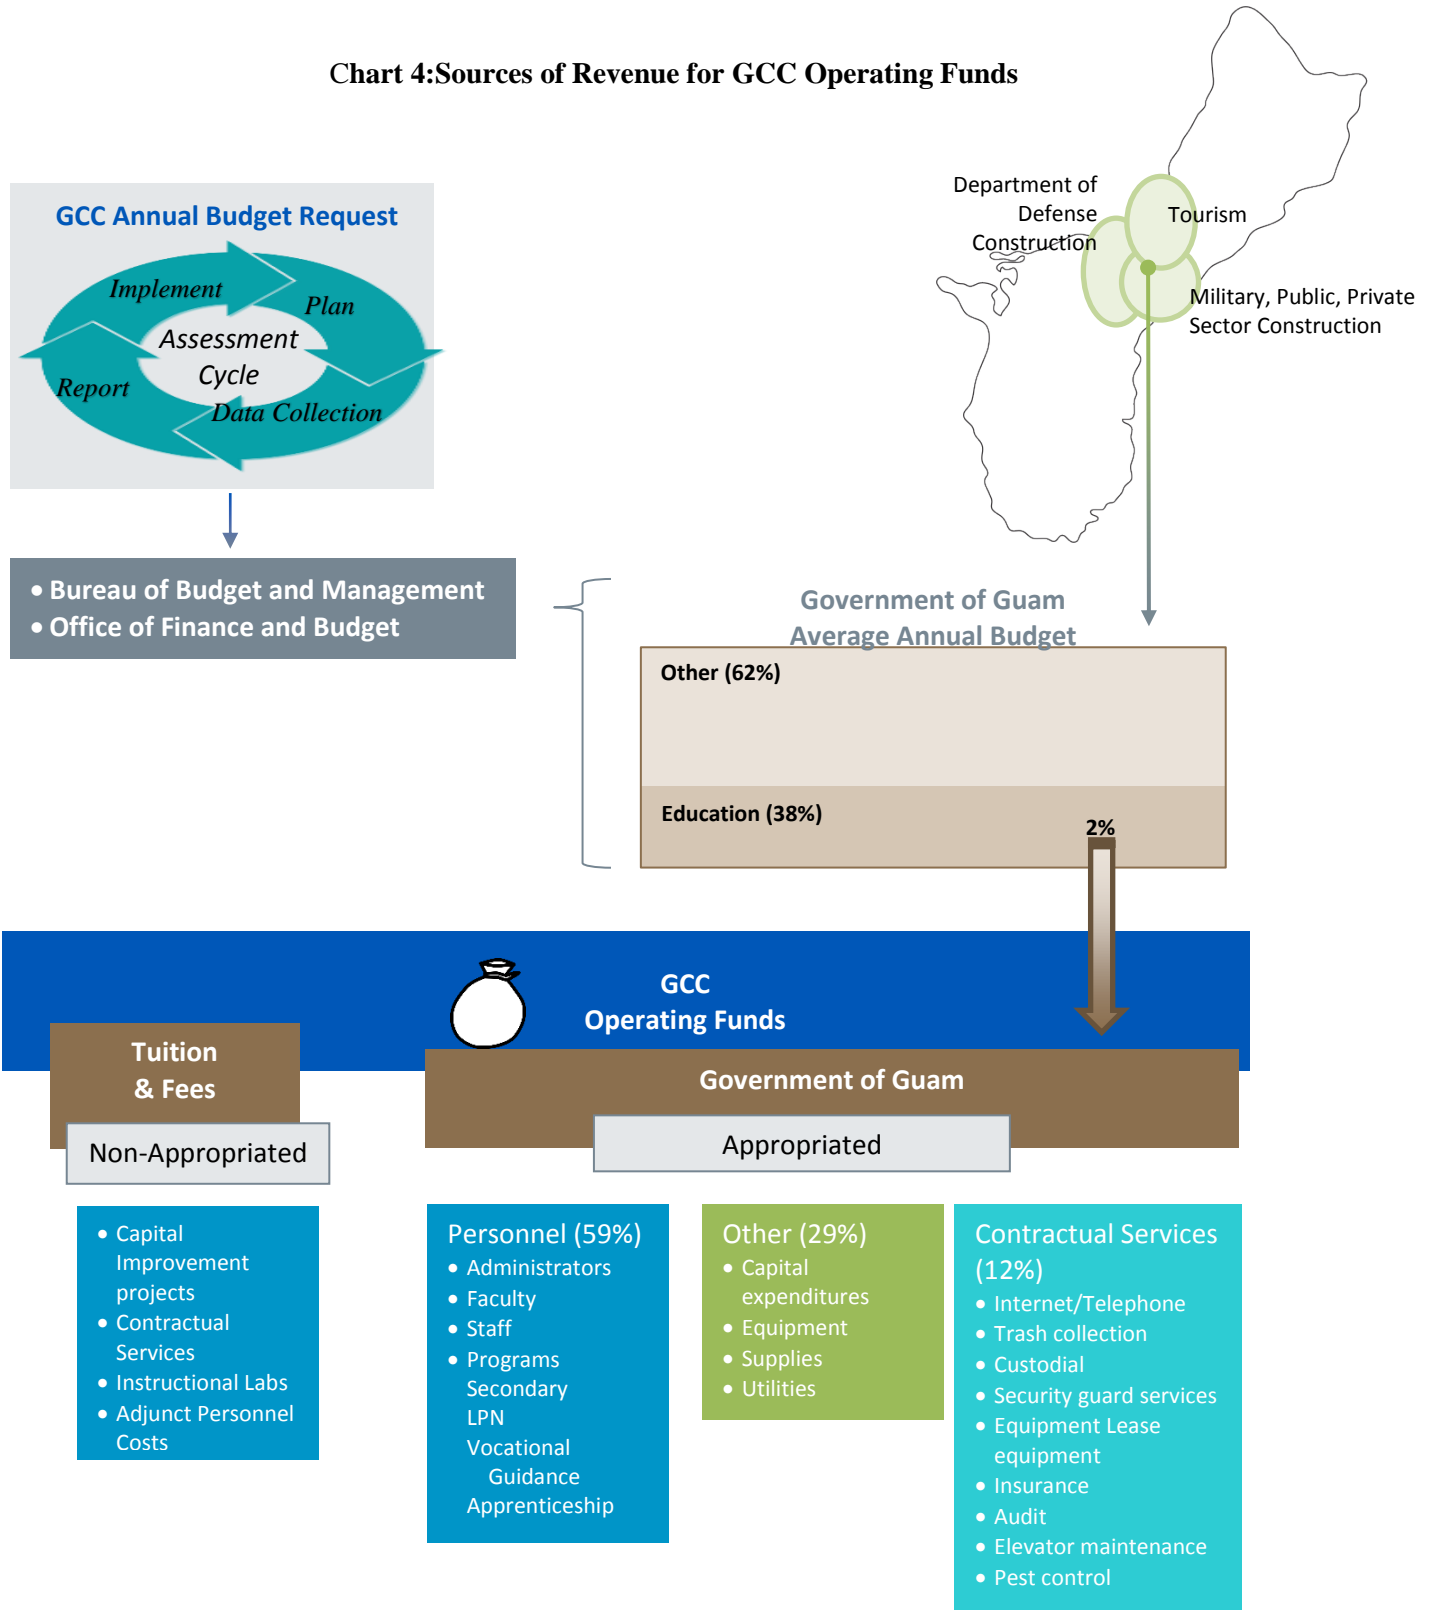 Chart 4:Sources of Revenue for GCC Operating Funds
Department of
Defense
Construction
Tourism
Military, Public, Private
Sector Construction
GCC Annual Budget Request
Implement
Plan
Assessment
Cycle
Report
Data Collection
• Bureau of Budget and Management
• Office of Finance and Budget
Government of Guam
Average Annual Budget
Other (62%)
Education (38%)
2%
GCC
Operating Funds
Tuition
& Fees
Non-Appropriated
Government of Guam
Appropriated
• Capital
Improvement
projects
• Contractual
Services
• Instructional Labs
• Adjunct Personnel
Costs
Personnel (59%)
• Administrators
• Faculty
• Staff
• Programs
Secondary
LPN
Vocational
Guidance
Apprenticeship
Other (29%)
• Capital
expenditures
• Equipment
• Supplies
• Utilities
Contractual Services
(12%)
• Internet/Telephone
• Trash collection
• Custodial
• Security guard services
• Equipment Lease
equipment
• Insurance
• Audit
• Elevator maintenance
• Pest control